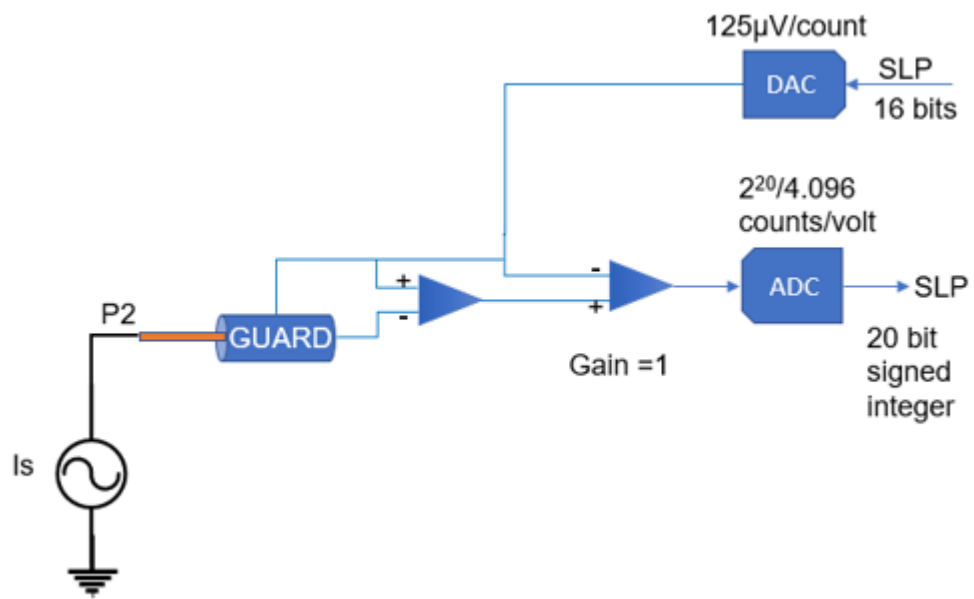 125µV/count
DAC
SLP
16 bits
2²⁰/4.096
counts/volt
ADC
SLP
20 bit
signed
integer
+
-
-
+
Gain =1
P2
GUARD
Is